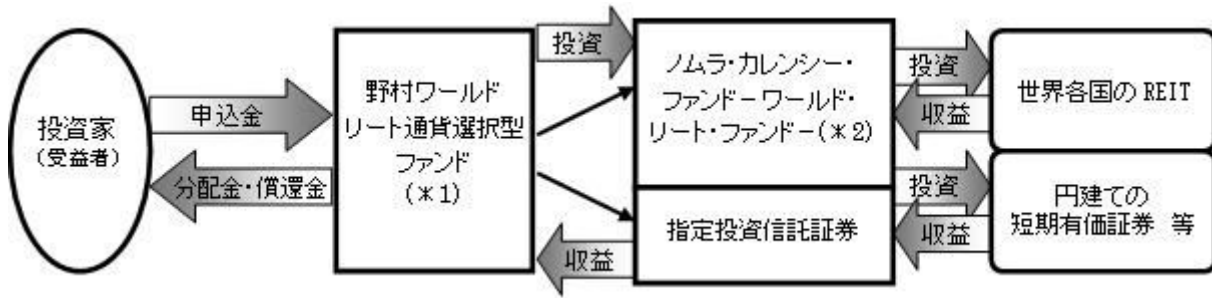 投資家
（受益者）
申込金
分配金・償還金
野村ワールド
リート通貨選択型
ファンド
(＊1)
投資
収益
ノムラ・カレンシー・
ファンド－ワールド・
リート・ファンド－(＊2)
指定投資信託証券
投資
収益
投資
収益
世界各国の REIT
円建ての
短期有価証券 等